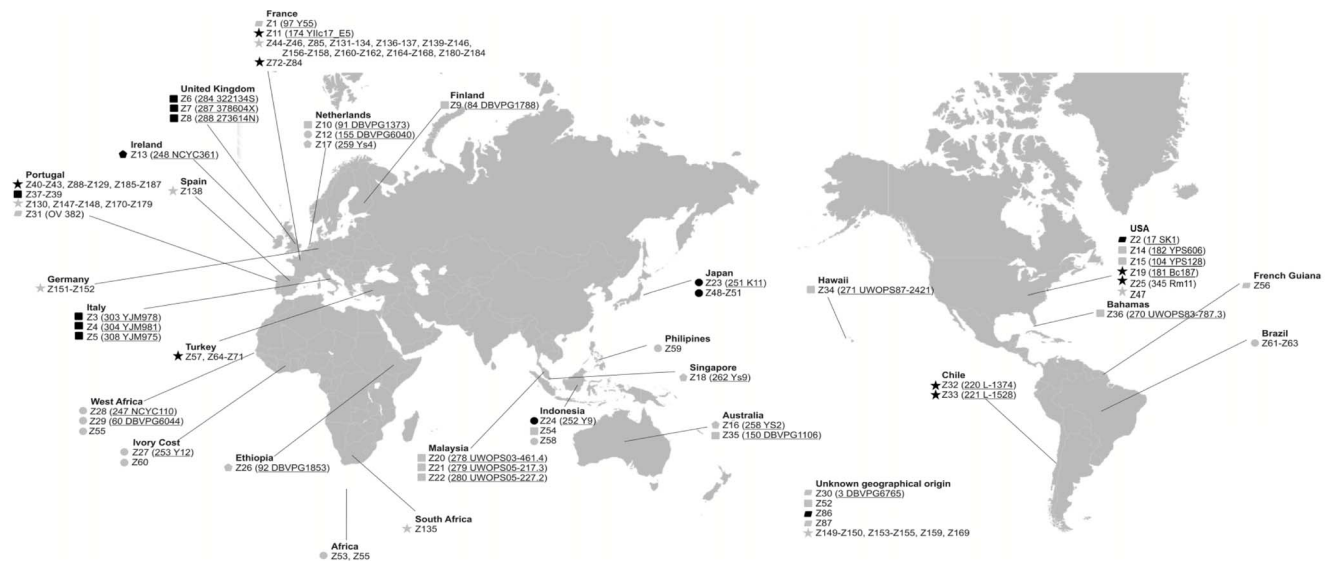 France
Z1 (97 Y55)
Z11 (174 YIIc17_E5)
Z44-Z46, Z85, Z131-134, Z136-137, Z139-Z146,
Z156-Z158, Z160-Z162, Z164-Z168, Z180-Z184
Z72-Z84
United Kingdom
Z6 (284 322134S)
Z7 (287 378604X)
Z8 (288 273614N)
Finland
Z9 (84 DBVPG1788)
Netherlands
Z10 (91 DBVPG1373)
Z12 (155 DBVPG6040)
Z17 (259 Ys4)
Ireland
Z13 (248 NCYC361)
Portugal
Z40-Z43, Z88-Z129, Z185-Z187
Z37-Z39
Z130, Z147-Z148, Z170-Z179
Z31 (OV 382)
Spain
Z138
Germany
Z151-Z152
Italy
Z3 (303 YJM978)
Z4 (304 YJM981)
Z5 (308 YJM975)
Turkey
Z57, Z64-Z71
West Africa
Z28 (247 NCYC110)
Z29 (60 DBVPG6044)
Z55
Ivory Cost
Z27 (253 Y12)
Z60
Ethiopia
Z26 (92 DBVPG1853)
South Africa
Z135
Africa
Z53, Z55
Japan
Z23 (251 K11)
Z48-Z51
Philipines
Z59
Singapore
Z18 (262 Ys9)
Indonesia
Z24 (252 Y9)
Z54
Z58
Malaysia
Z20 (278 UWOPS03-461.4)
Z21 (279 UWOPS05-217.3)
Z22 (280 UWOPS05-227.2)
Australia
Z16 (258 YS2)
Z35 (150 DBVPG1106)
Hawaii
Z34 (271 UWOPS87-2421)
USA
Z2 (17 SK1)
Z14 (182 YPS606)
Z15 (104 YPS128)
Z19 (181 Bc187)
Z25 (345 Rm11)
Z47
Bahamas
Z36 (270 UWOPS83-787.3)
French Guiana
Z56
Brazil
Z61-Z63
Chile
Z32 (220 L-1374)
Z33 (221 L-1528)
Unknown geographical origin
Z30 (3 DBVPG6765)
Z52
Z86
Z87
Z149-Z150, Z153-Z155, Z159, Z169